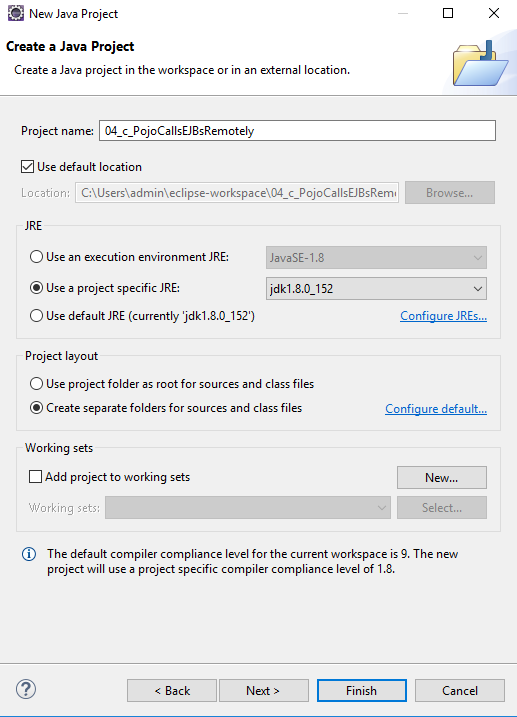 New Java Project
Create a Java Project
Create a Java project in the workspace or in an external location.
Project name: 04_c_PojoCallsEJBsRemotely
Use default location
Location: C:\Users\admin\eclipse-workspace\04_c_PojoCallsEJBsRem Browse...
JRE
Use an execution environment JRE: JavaSE-1.8
Use a project specific JRE: jdk1.8.0_152
Use default JRE (currently 'jdk1.8.0_152') Configure JREs...
Project layout
Use project folder as root for sources and class files
Create separate folders for sources and class files Configure default...
Working sets
Add project to working sets New...
Working sets: Select...
The default compiler compliance level for the current workspace is 9. The new
project will use a project specific compiler compliance level of 1.8.
? < Back Next > Finish Cancel